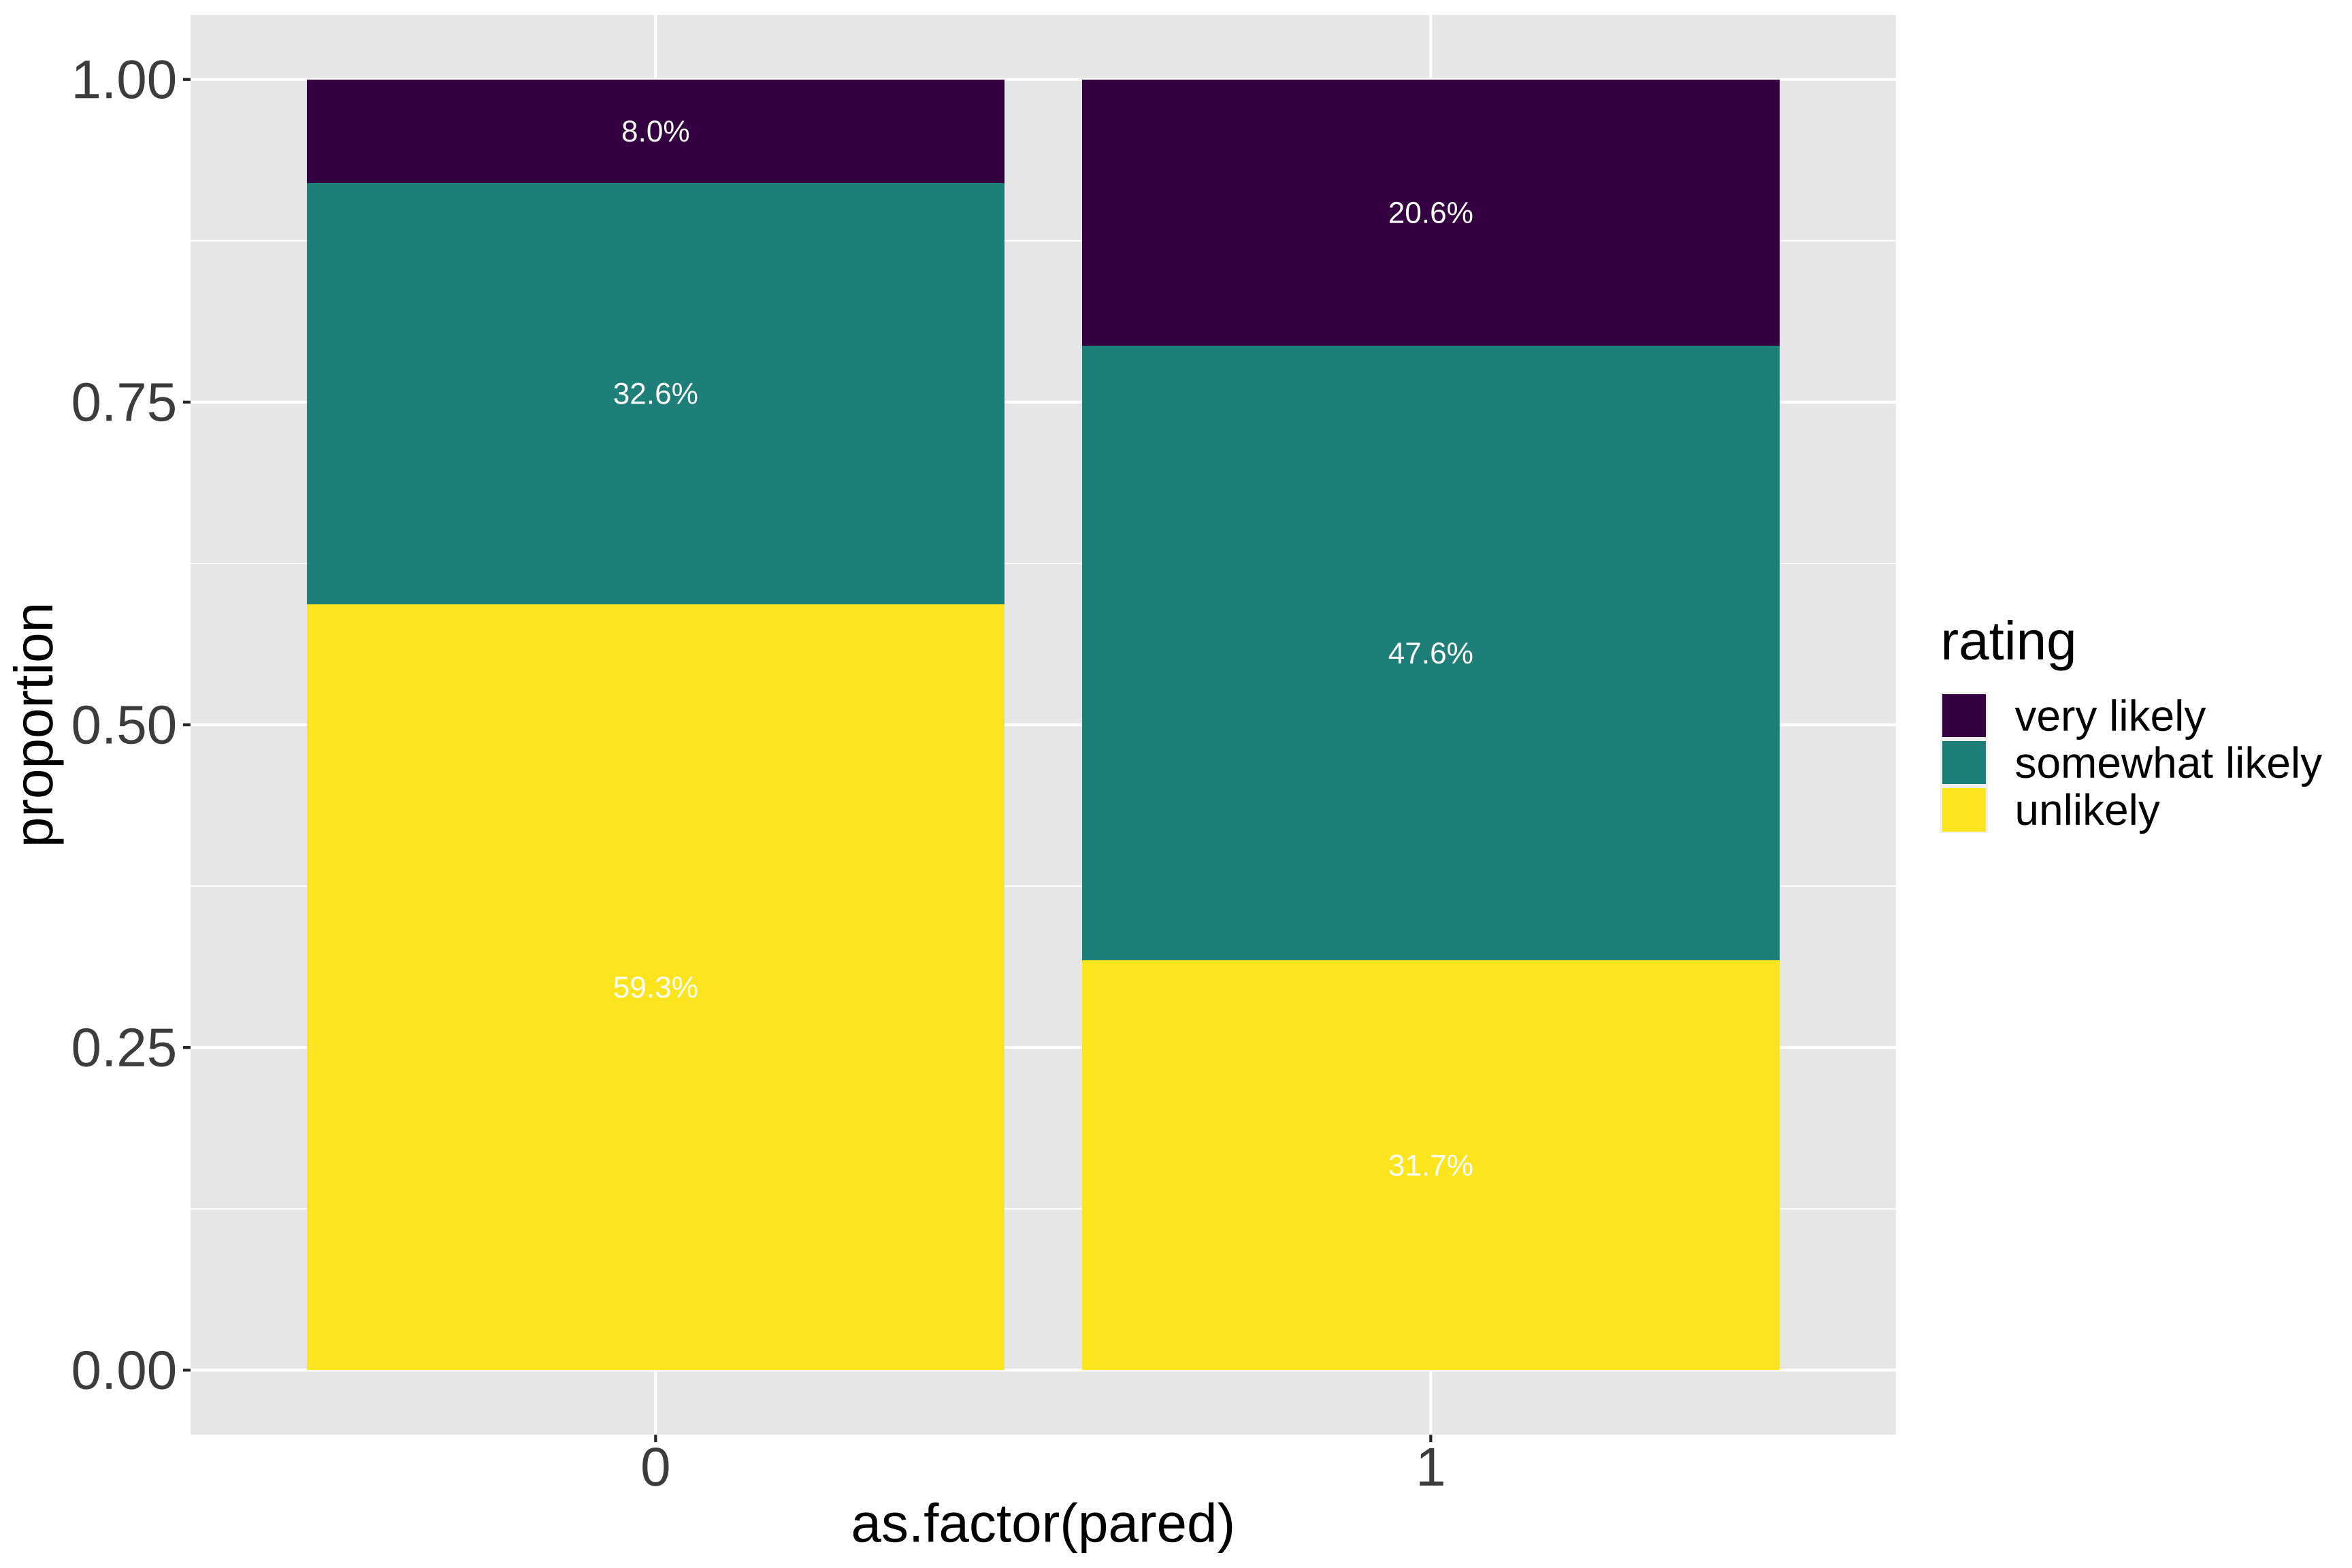 proportion
1.00
0.75
0.50
0.25
0.00
8.0%
32.6%
59.3%
20.6%
47.6%
31.7%
0
1
as.factor(pared)
rating
very likely
somewhat likely
unlikely